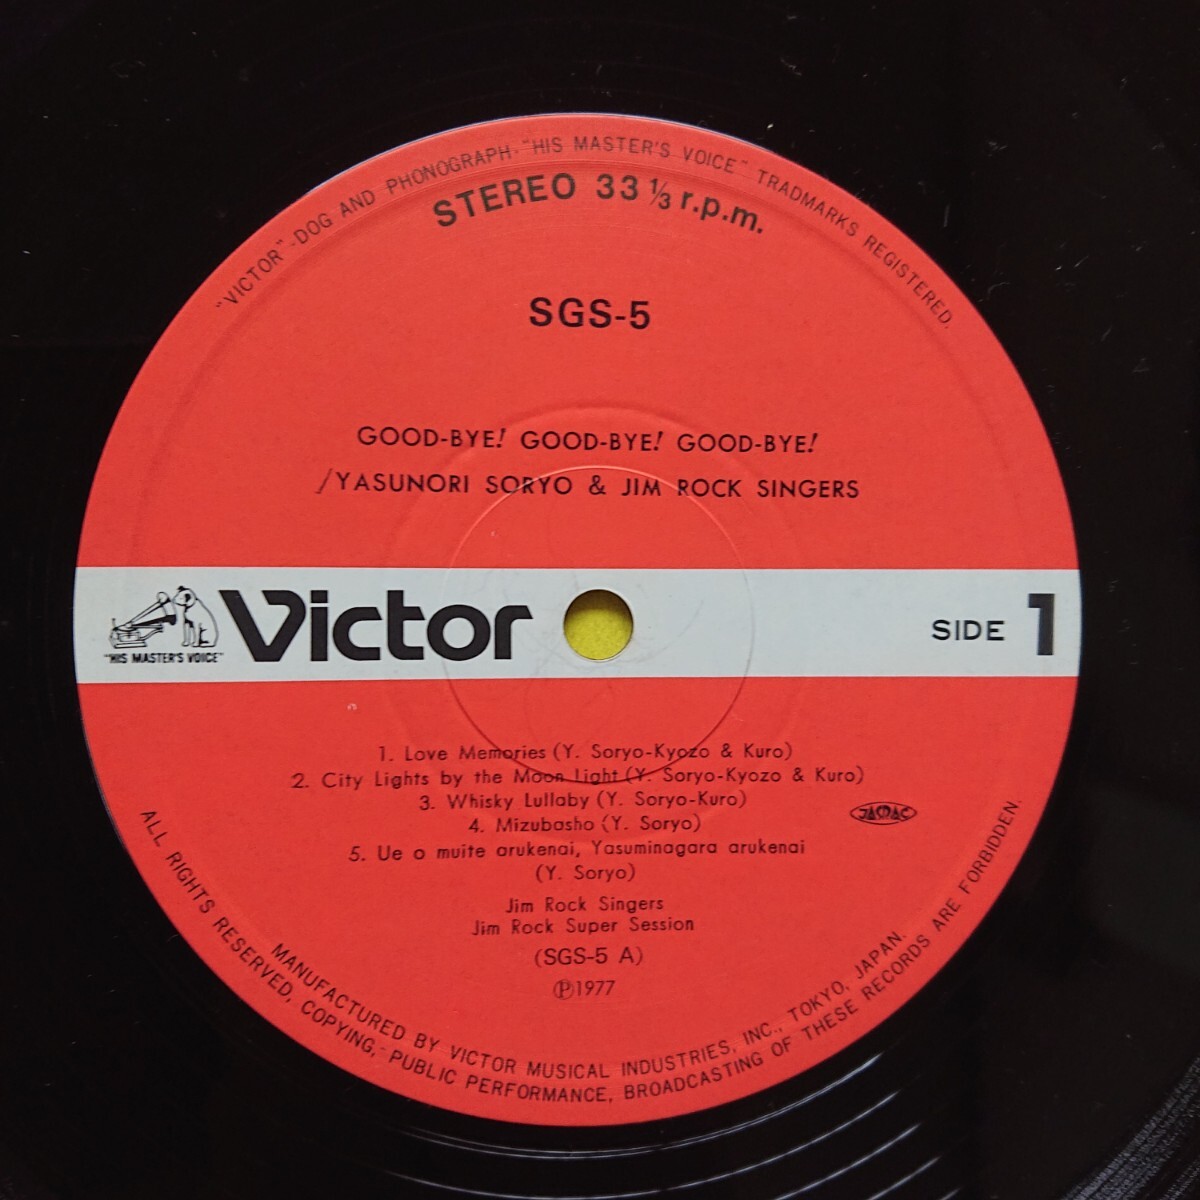 "VICTOR"-DOG AND PHONOGRAPH-"HIS MASTER'S VOICE" TRADMARKS REGISTERED.
STEREO 33 1/3 r.p.m.
SGS-5
GOOD-BYE! GOOD-BYE! GOOD-BYE!
/YASUNORI SORYO & JIM ROCK SINGERS
"HIS MASTER'S VOICE"
Victor
SIDE 1
1. Love Memories (Y. Soryo-Kyozo & Kuro)
2. City Lights by the Moon Light (Y. Soryo-Kyozo & Kuro)
3. Whisky Lullaby (Y. Soryo-Kuro)
4. Mizubasho (Y. Soryo)
JASRAC
5. Ue o muite arukenai, Yasuminagara arukenai
(Y. Soryo)
Jim Rock Singers
Jim Rock Super Session
(SGS-5 A)
℗1977
MANUFACTURED BY VICTOR MUSICAL INDUSTRIES, INC., TOKYO, JAPAN.
ALL RIGHTS RESERVED, COPYING, PUBLIC PERFORMANCE, BROADCASTING OF THESE RECORDS ARE FORBIDDEN.